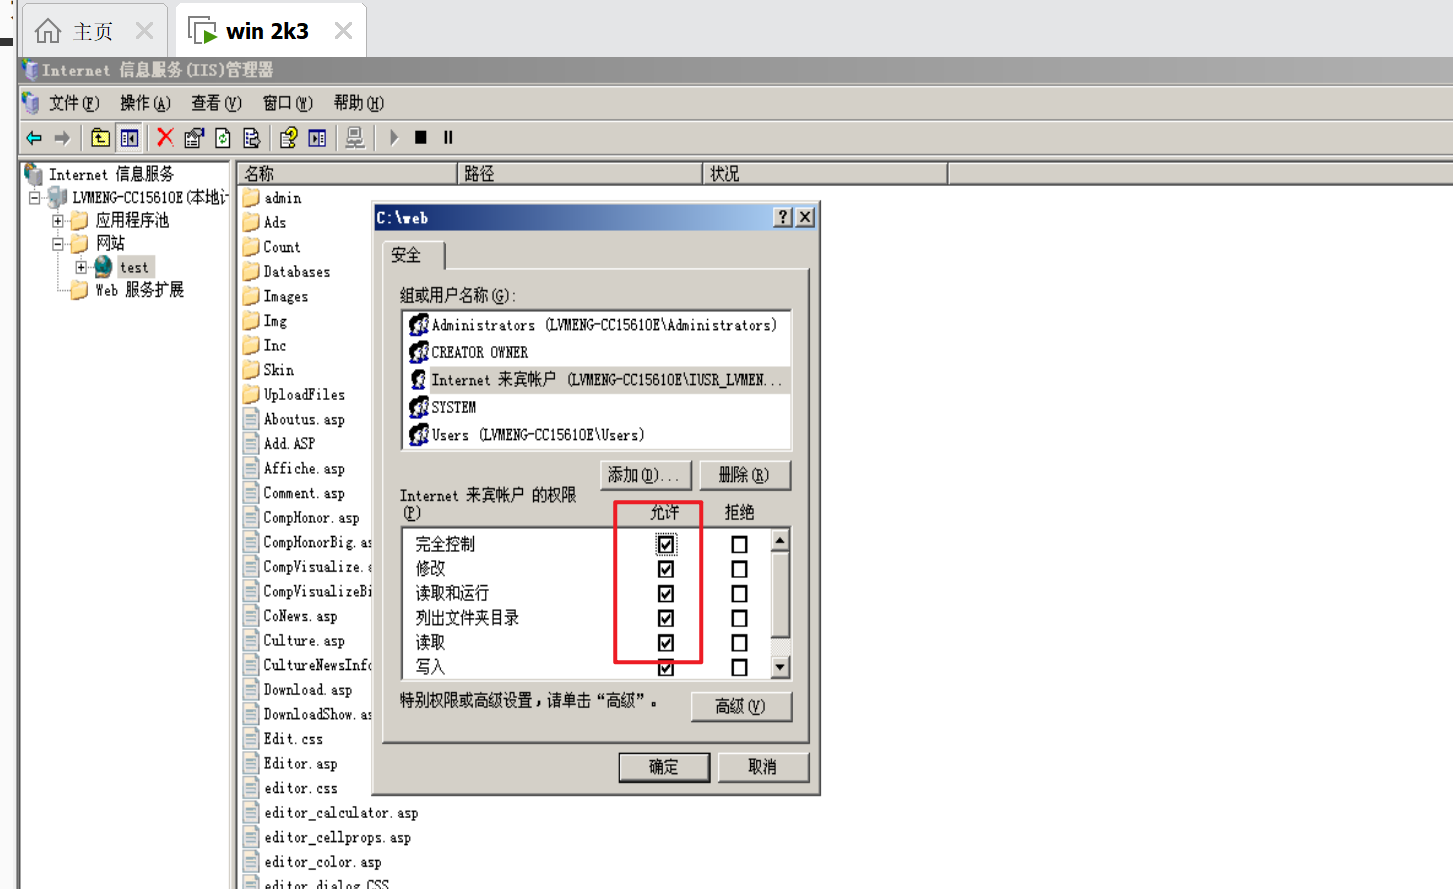 主页
win 2k3
Internet 信息服务(IIS)管理器
文件(F) 操作(A) 查看(V) 窗口(W) 帮助(H)
Internet 信息服务
LVMENG-CC1561OE(本地计
应用程序池
网站
test
Web 服务扩展
名称 路径 状况
admin
Ads
Count
Databases
Images
Img
Inc
Skin
UploadFiles
Aboutus.asp
Add.ASP
Affiche.asp
Comment.asp
CompHonor.asp
CompHonorBig.as
CompVisualize.a
CompVisualizeBi
CoNews.asp
Culture.asp
CultureNewsInfo
Download.asp
DownloadShow.as
Edit.css
Editor.asp
editor.css
editor_calculator.asp
editor_cellprops.asp
editor_color.asp
editor_dialog.CSS
C:\web
安全
组或用户名称(G):
Administrators (LVMENG-CC1561OE\Administrators)
CREATOR OWNER
Internet 来宾帐户 (LVMENG-CC1561OE\IUSR_LVMEN...
SYSTEM
Users (LVMENG-CC1561OE\Users)
添加(D)... 删除(R)
Internet 来宾帐户 的权限
(P) 允许 拒绝
完全控制
修改
读取和运行
列出文件夹目录
读取
写入
特别权限或高级设置，请单击“高级”。
高级(V)
确定 取消